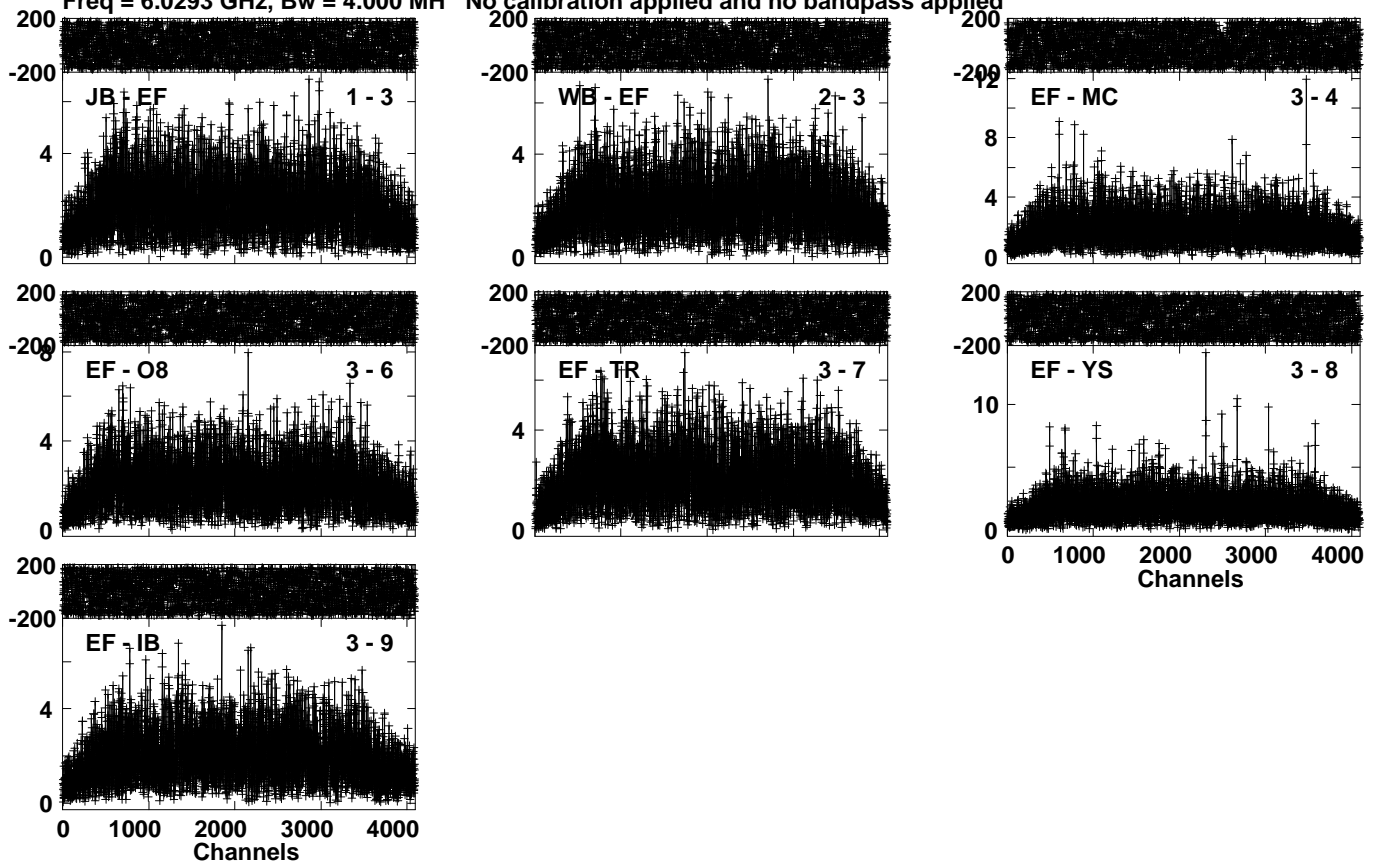 Freq = 6.0293 GHz, Bw = 4.000 MH No calibration applied and no bandpass applied
200 200 200
-200 -200 -200
JB - EF 1 - 3 WB - EF 2 - 3 12 EF - MC 3 - 4
8
4 4 4
0 0 0
200 200 200
-200 -200 -200
8 EF - O8 3 - 6 EF - TR 3 - 7 EF - YS 3 - 8
10
4 4
0 0 0
0 1000 2000 3000 4000
Channels
200
-200
EF - IB 3 - 9
4
0
0 1000 2000 3000 4000
Channels